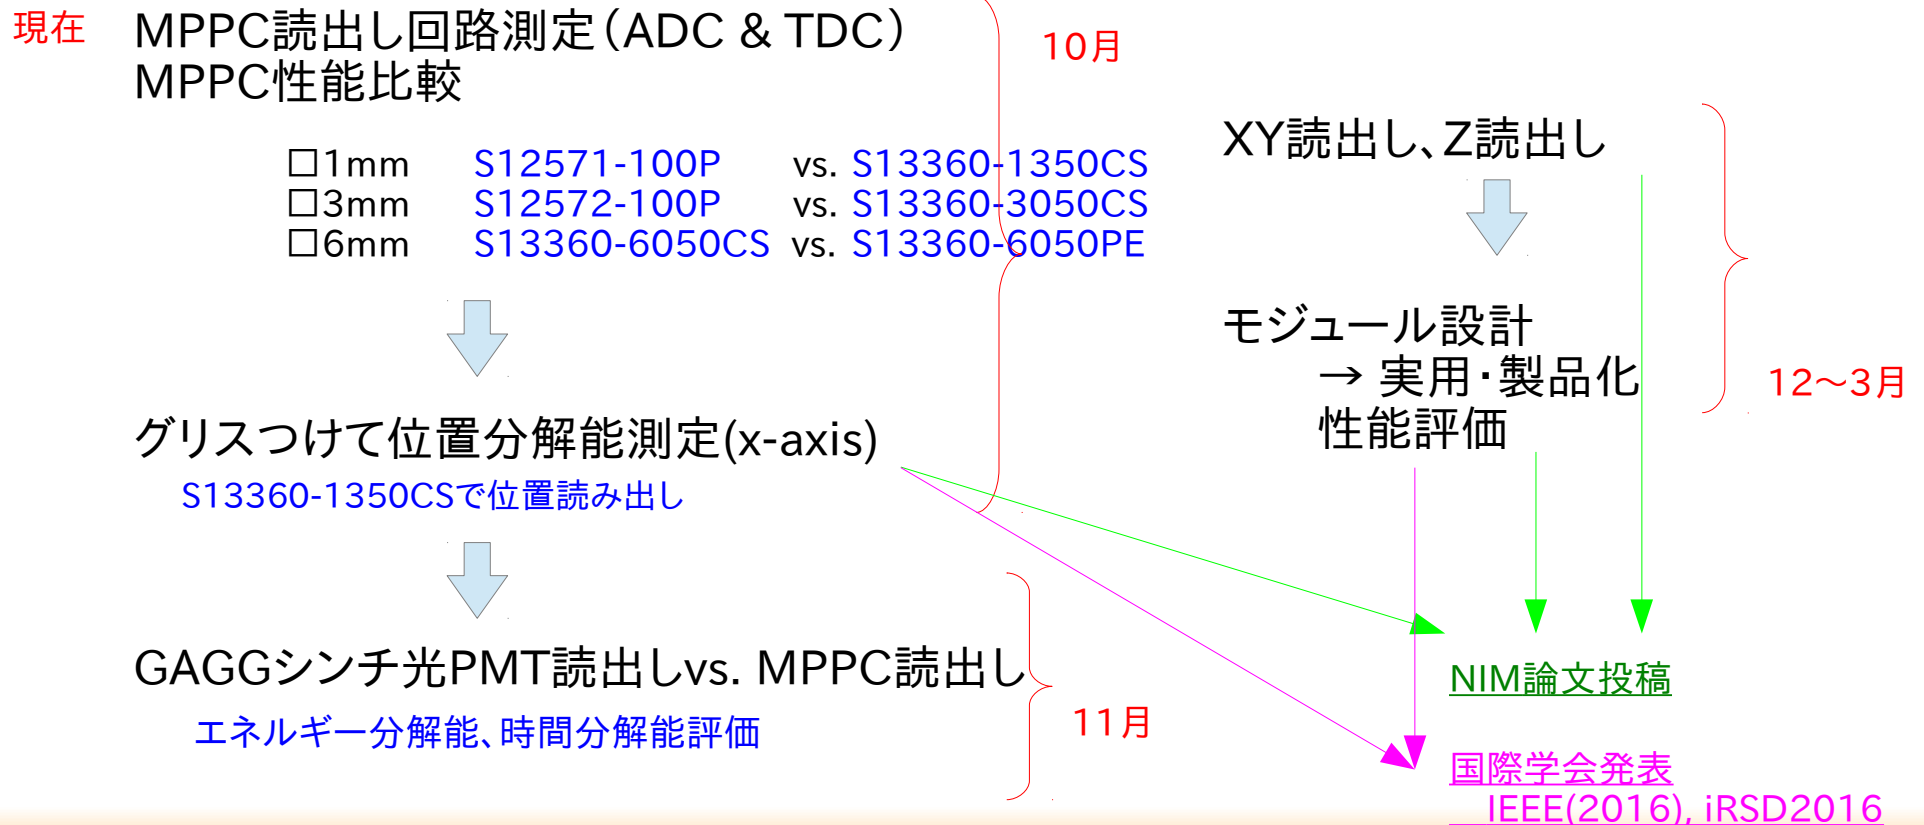 現在
MPPC読出し回路測定（ADC & TDC）
MPPC性能比較
10月
□1mm S12571-100P vs. S13360-1350CS
□3mm S12572-100P vs. S13360-3050CS
□6mm S13360-6050CS vs. S13360-6050PE
グリスつけて位置分解能測定(x-axis)
S13360-1350CSで位置読み出し
GAGGシンチ光PMT読出しvs. MPPC読出し
エネルギー分解能、時間分解能評価
11月
XY読出し、Z読出し
モジュール設計
→ 実用・製品化
性能評価
12～3月
NIM論文投稿
国際学会発表
IEEE(2016), iRSD2016